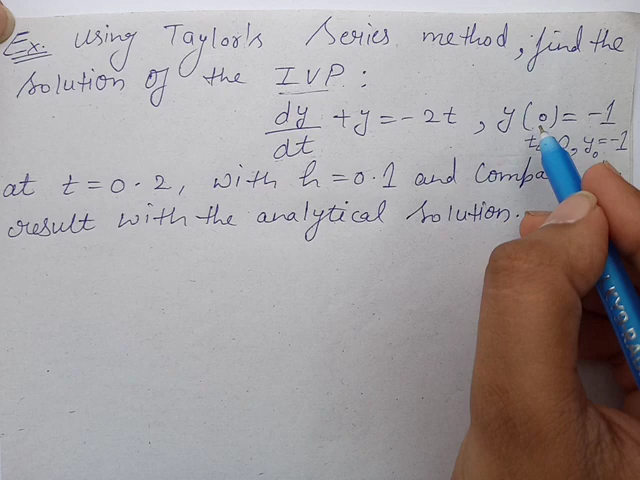 Ex. Using Taylor's Series method, find the
solution of the IVP:
dy/dt + y = - 2t , y(0) = -1
t₀=0, y₀=-1
at t = 0.2, with h = 0.1 and
result with the analytical solution.